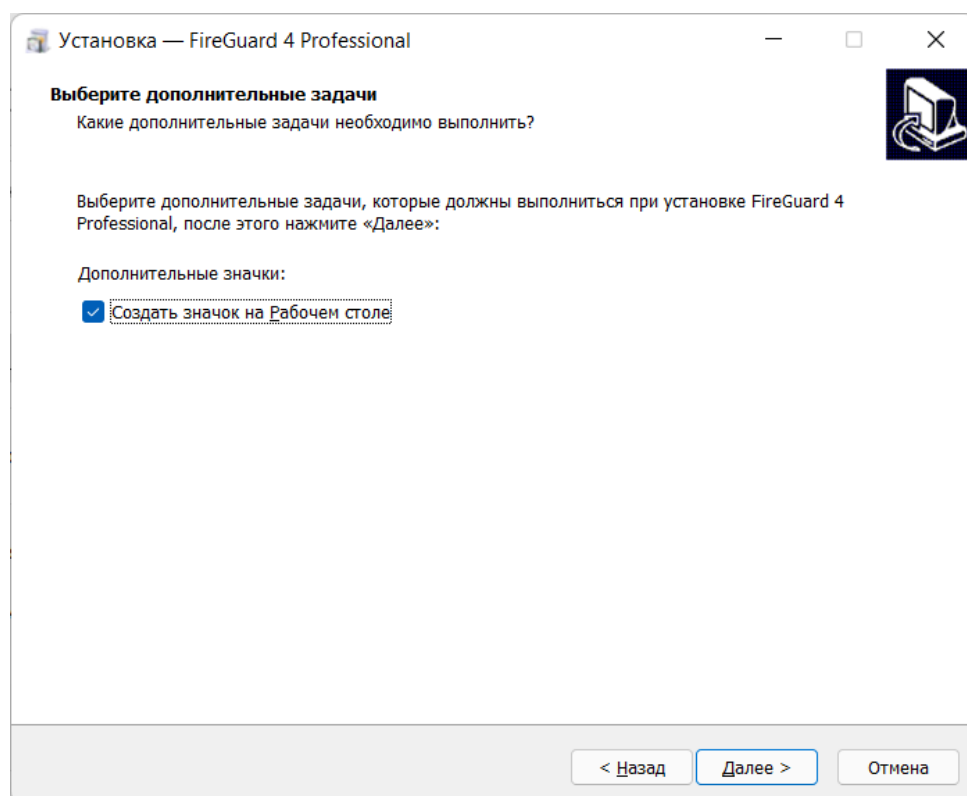 Установка — FireGuard 4 Professional
Выберите дополнительные задачи
Какие дополнительные задачи необходимо выполнить?
Выберите дополнительные задачи, которые должны выполниться при установке FireGuard 4
Professional, после этого нажмите «Далее»:
Дополнительные значки:
Создать значок на Рабочем столе
< Назад
Далее >
Отмена